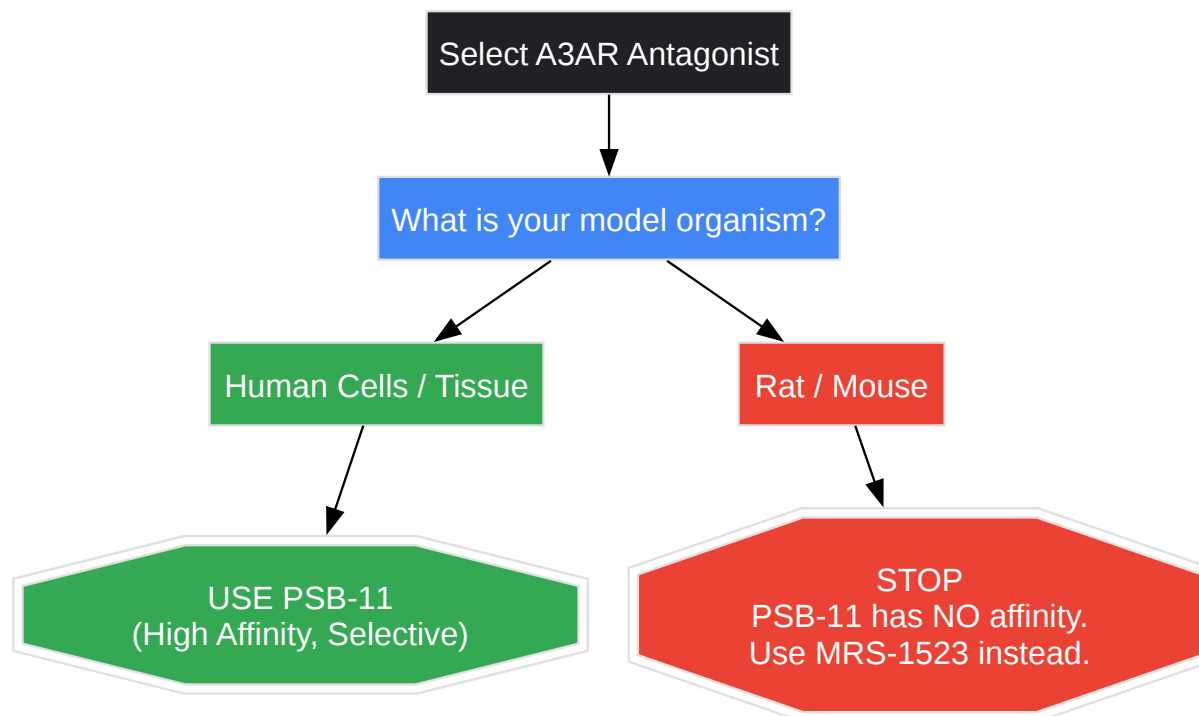 Select A3AR Antagonist
What is your model organism?
Human Cells / Tissue
Rat / Mouse
USE PSB-11
(High Affinity, Selective)
STOP
PSB-11 has NO affinity.
Use MRS-1523 instead.